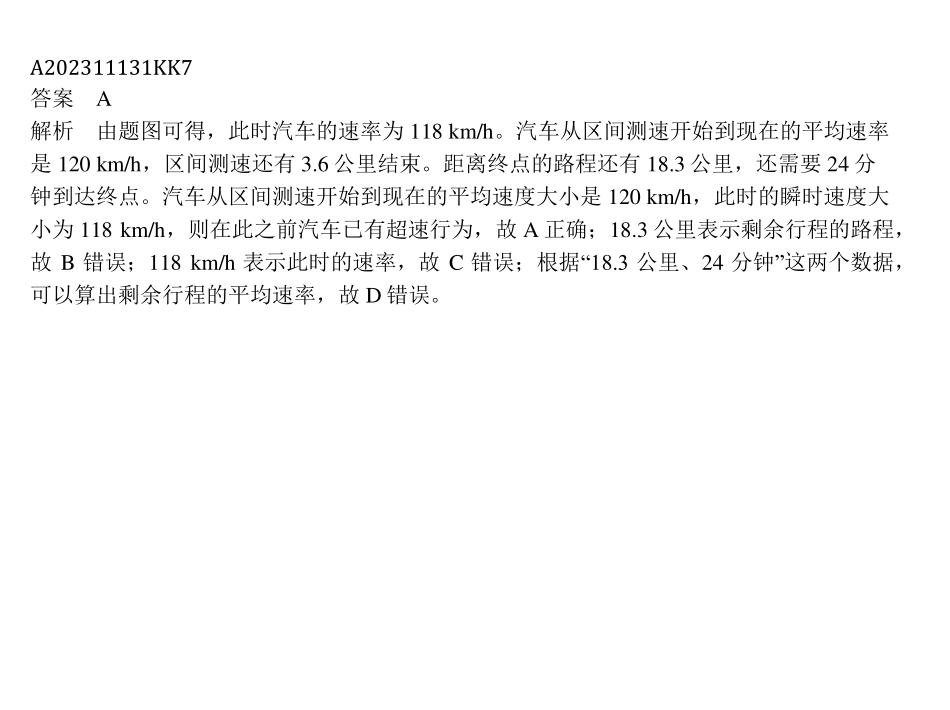 A202311131KK7
答案　A
解析　由题图可得，此时汽车的速率为 118 km/h。汽车从区间测速开始到现在的平均速率
是 120 km/h，区间测速还有 3.6 公里结束。距离终点的路程还有 18.3 公里，还需要 24 分
钟到达终点。汽车从区间测速开始到现在的平均速度大小是 120 km/h，此时的瞬时速度大
小为 118 km/h，则在此之前汽车已有超速行为，故 A 正确；18.3 公里表示剩余行程的路程，
故 B 错误；118 km/h 表示此时的速率，故 C 错误；根据“18.3 公里、24 分钟”这两个数据，
可以算出剩余行程的平均速率，故 D 错误。